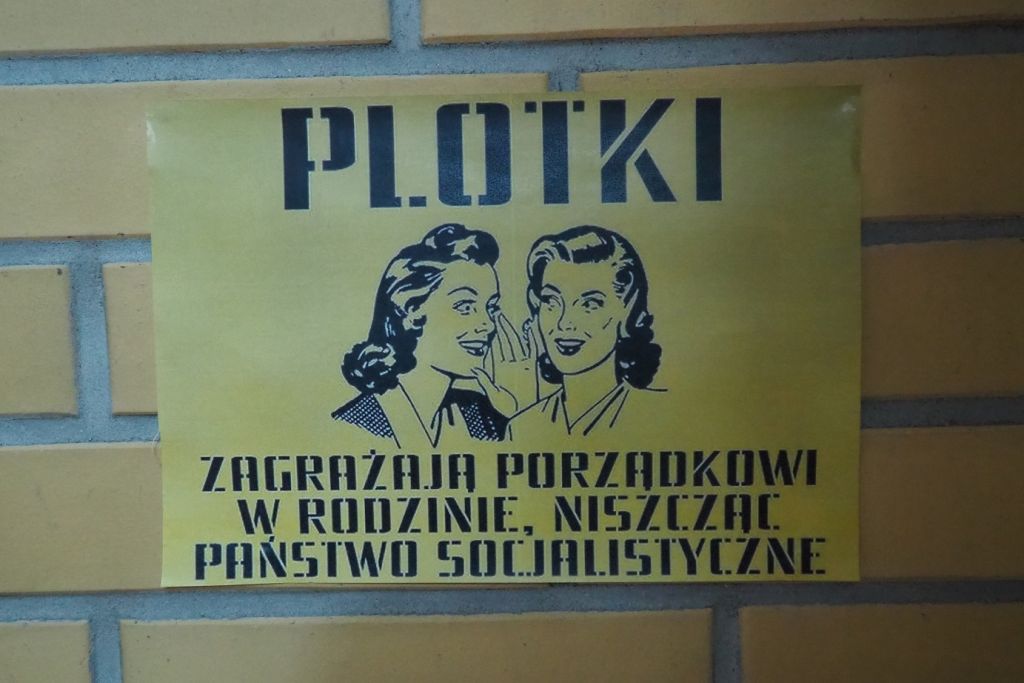 PLOTKI
ZAGRAŻAJĄ PORZĄDKOWI
W RODZINIE, NISZCZĄC
PAŃSTWO SOCJALISTYCZNE